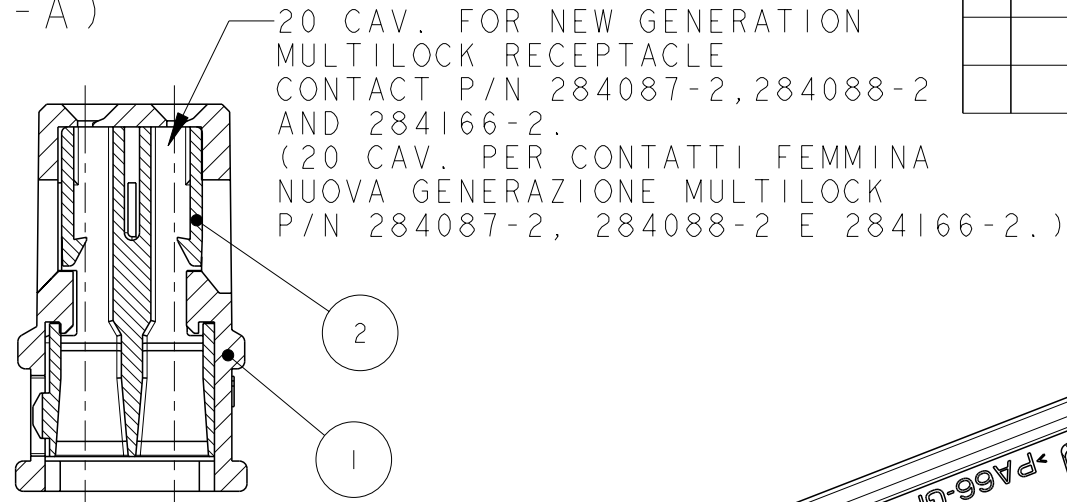 -A)
20 CAV. FOR NEW GENERATION
MULTILOCK RECEPTACLE
CONTACT P/N 284087-2,284088-2
AND 284166-2.
(20 CAV. PER CONTATTI FEMMINA
NUOVA GENERAZIONE MULTILOCK
P/N 284087-2, 284088-2 E 284166-2.)
2
1
>PA66-G